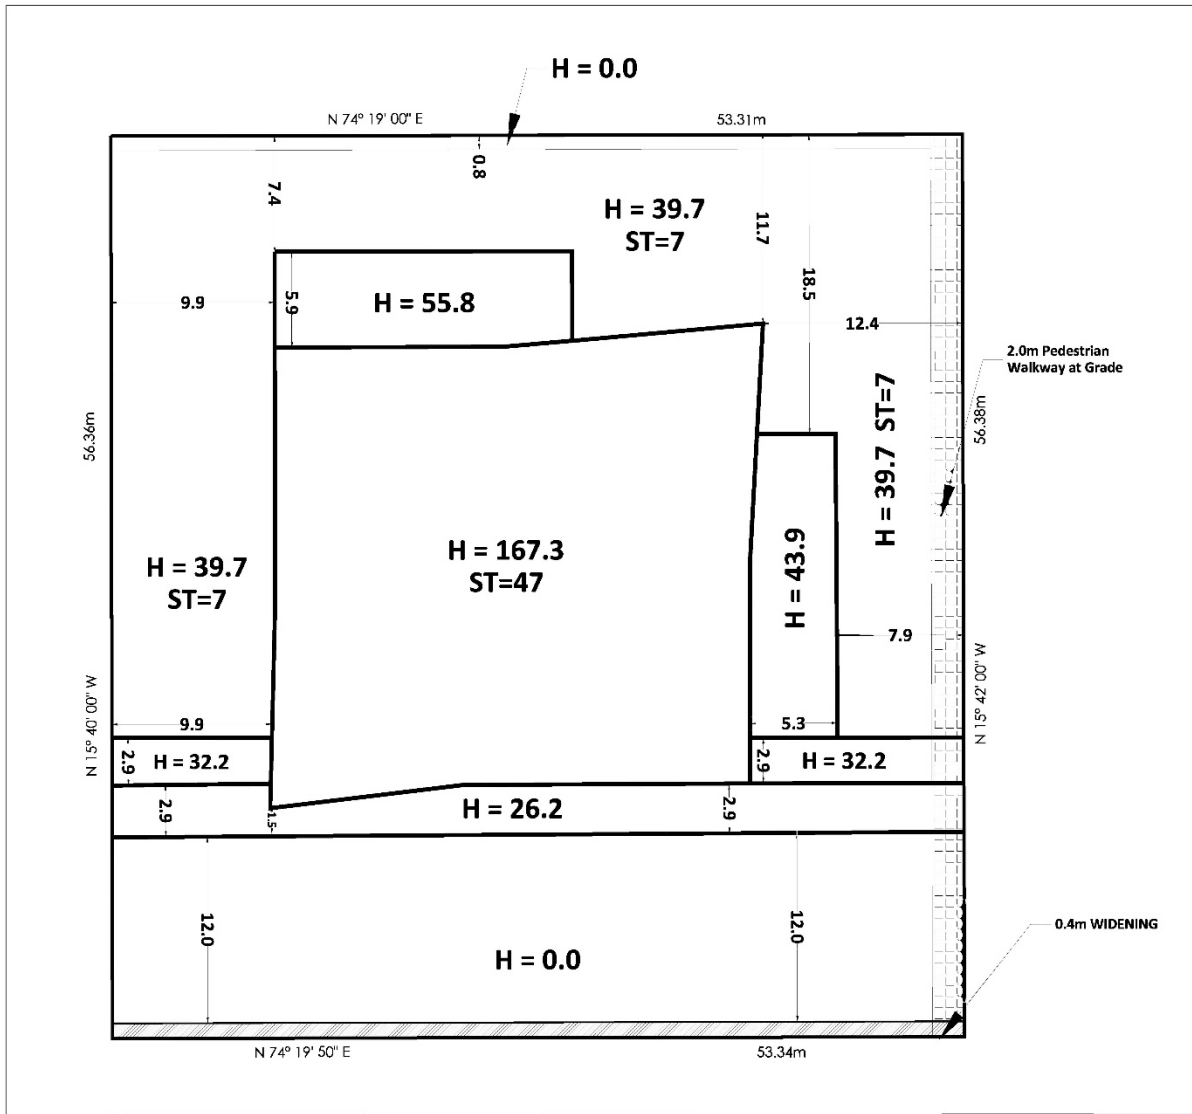 H = 0.0
N 74° 19' 00" E
53.31m
0.8
7.4
H = 39.7
ST=7
11.7
18.5
9.9
5.9
H = 55.8
12.4
2.0m Pedestrian
Walkway at Grade
56.36m
H = 39.7 ST=7
56.38m
H = 167.3
ST=47
H = 43.9
H = 39.7
ST=7
7.9
N 15° 40' 00" W
N 15° 42' 00" W
9.9
5.3
2.9
H = 32.2
2.9
H = 32.2
2.9
1.5
H = 26.2
2.9
12.0
12.0
0.4m WIDENING
H = 0.0
N 74° 19' 50" E
53.34m